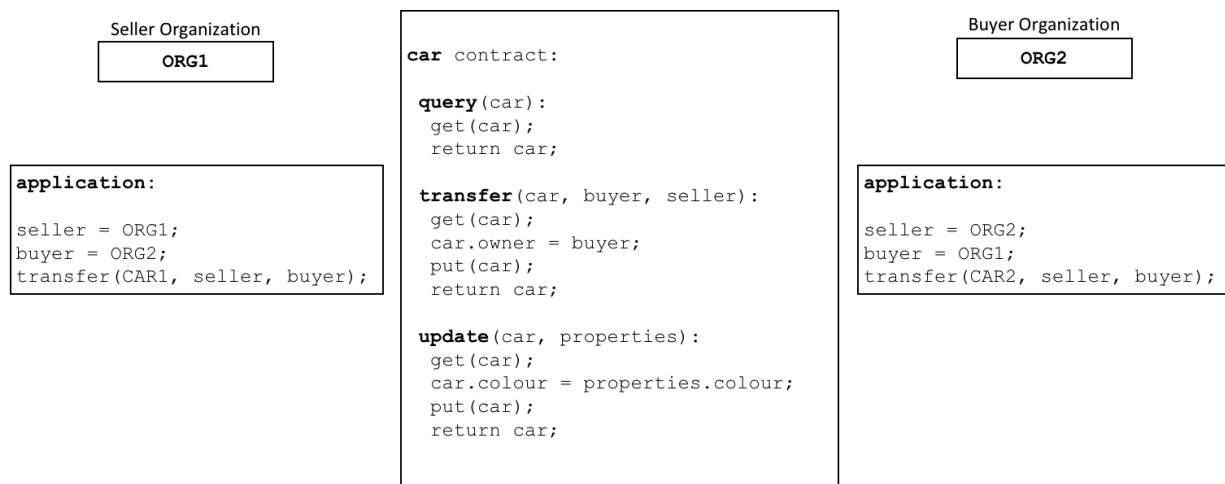 Seller Organization
ORG1
application:
seller = ORG1;
buyer = ORG2;
transfer(CAR1, seller, buyer);
car contract:
query(car):
get(car);
return car;
transfer(car, buyer, seller):
get(car);
car.owner = buyer;
put(car);
return car;
update(car, properties):
get(car);
car.colour = properties.colour;
put(car);
return car;
Buyer Organization
ORG2
application:
seller = ORG2;
buyer = ORG1;
transfer(CAR2, seller, buyer);